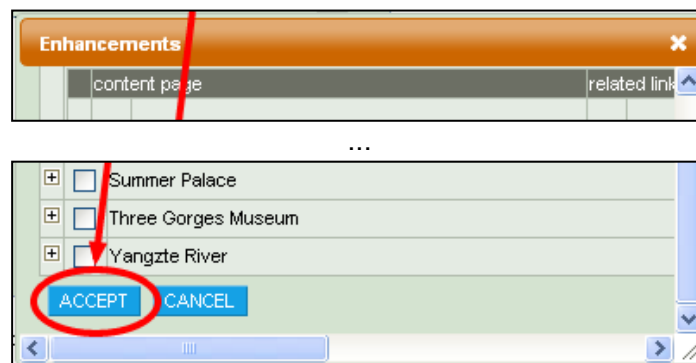 Enhancements
content page related link
...
Summer Palace
Three Gorges Museum
Yangzte River
ACCEPT CANCEL